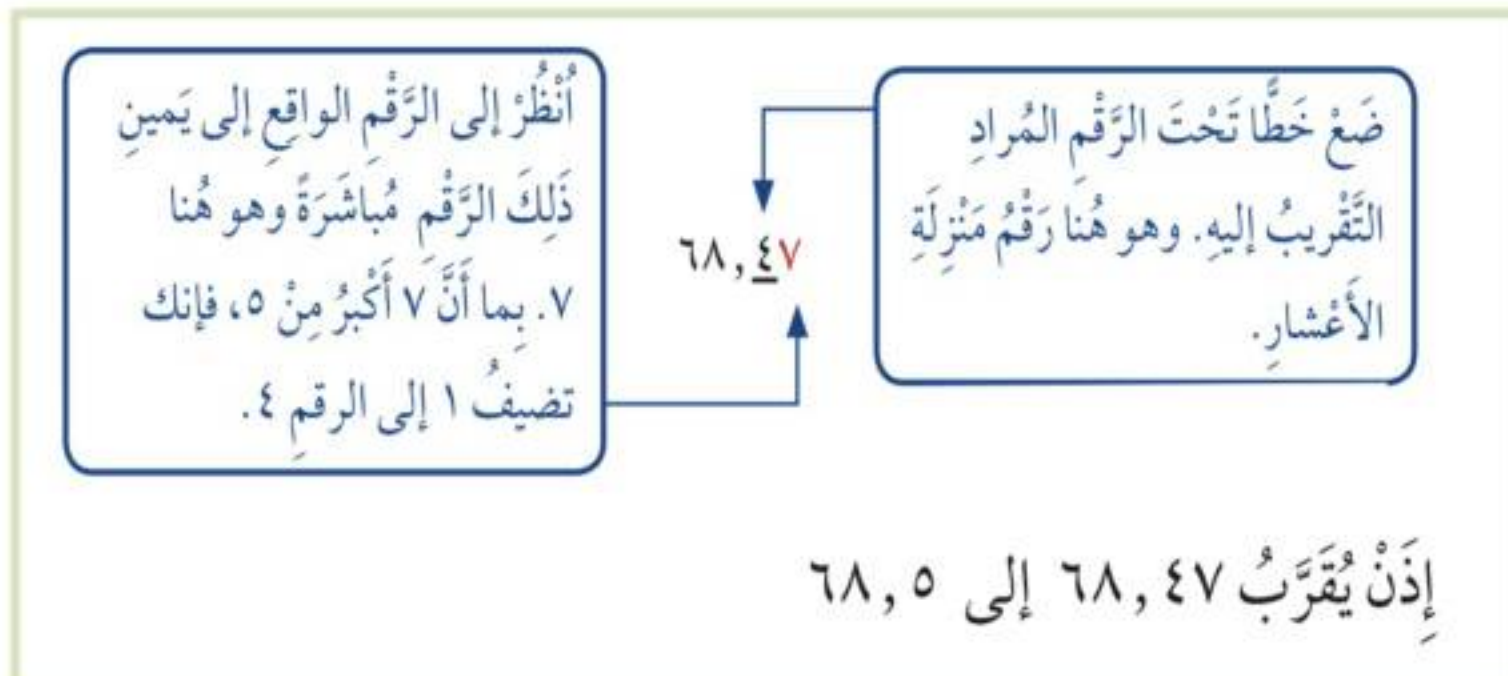 ضَعْ خَطًّا تَحْتَ الرَّقْمِ المُرادِ
التَّقْريبُ إليهِ. وهو هُنا رَقْمُ مَنْزِلَةِ
الأَعْشارِ.
٦٨,٤٧
اُنْظُرْ إلى الرَّقْمِ الواقِعِ إلى يَمينِ
ذَلِكَ الرَّقْمِ مُباشَرَةً وهو هُنا
٧. بِما أَنَّ ٧ أَكْبَرُ مِنْ ٥، فإنك
تضيفُ ١ إلى الرقمِ ٤.
إِذَنْ يُقَرَّبُ ٦٨,٤٧ إلى ٦٨,٥